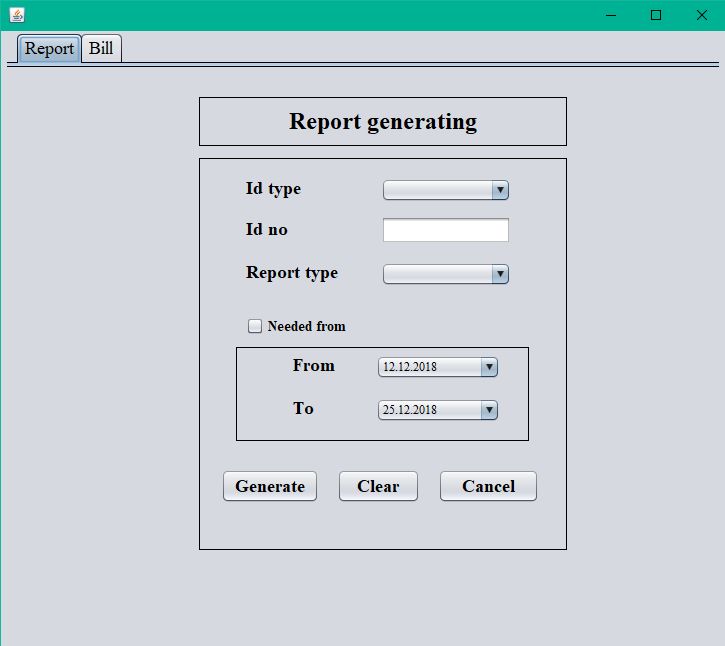 Report Bill
Report generating
Id type
Id no
Report type
Needed from
From 12.12.2018
To 25.12.2018
Generate Clear Cancel